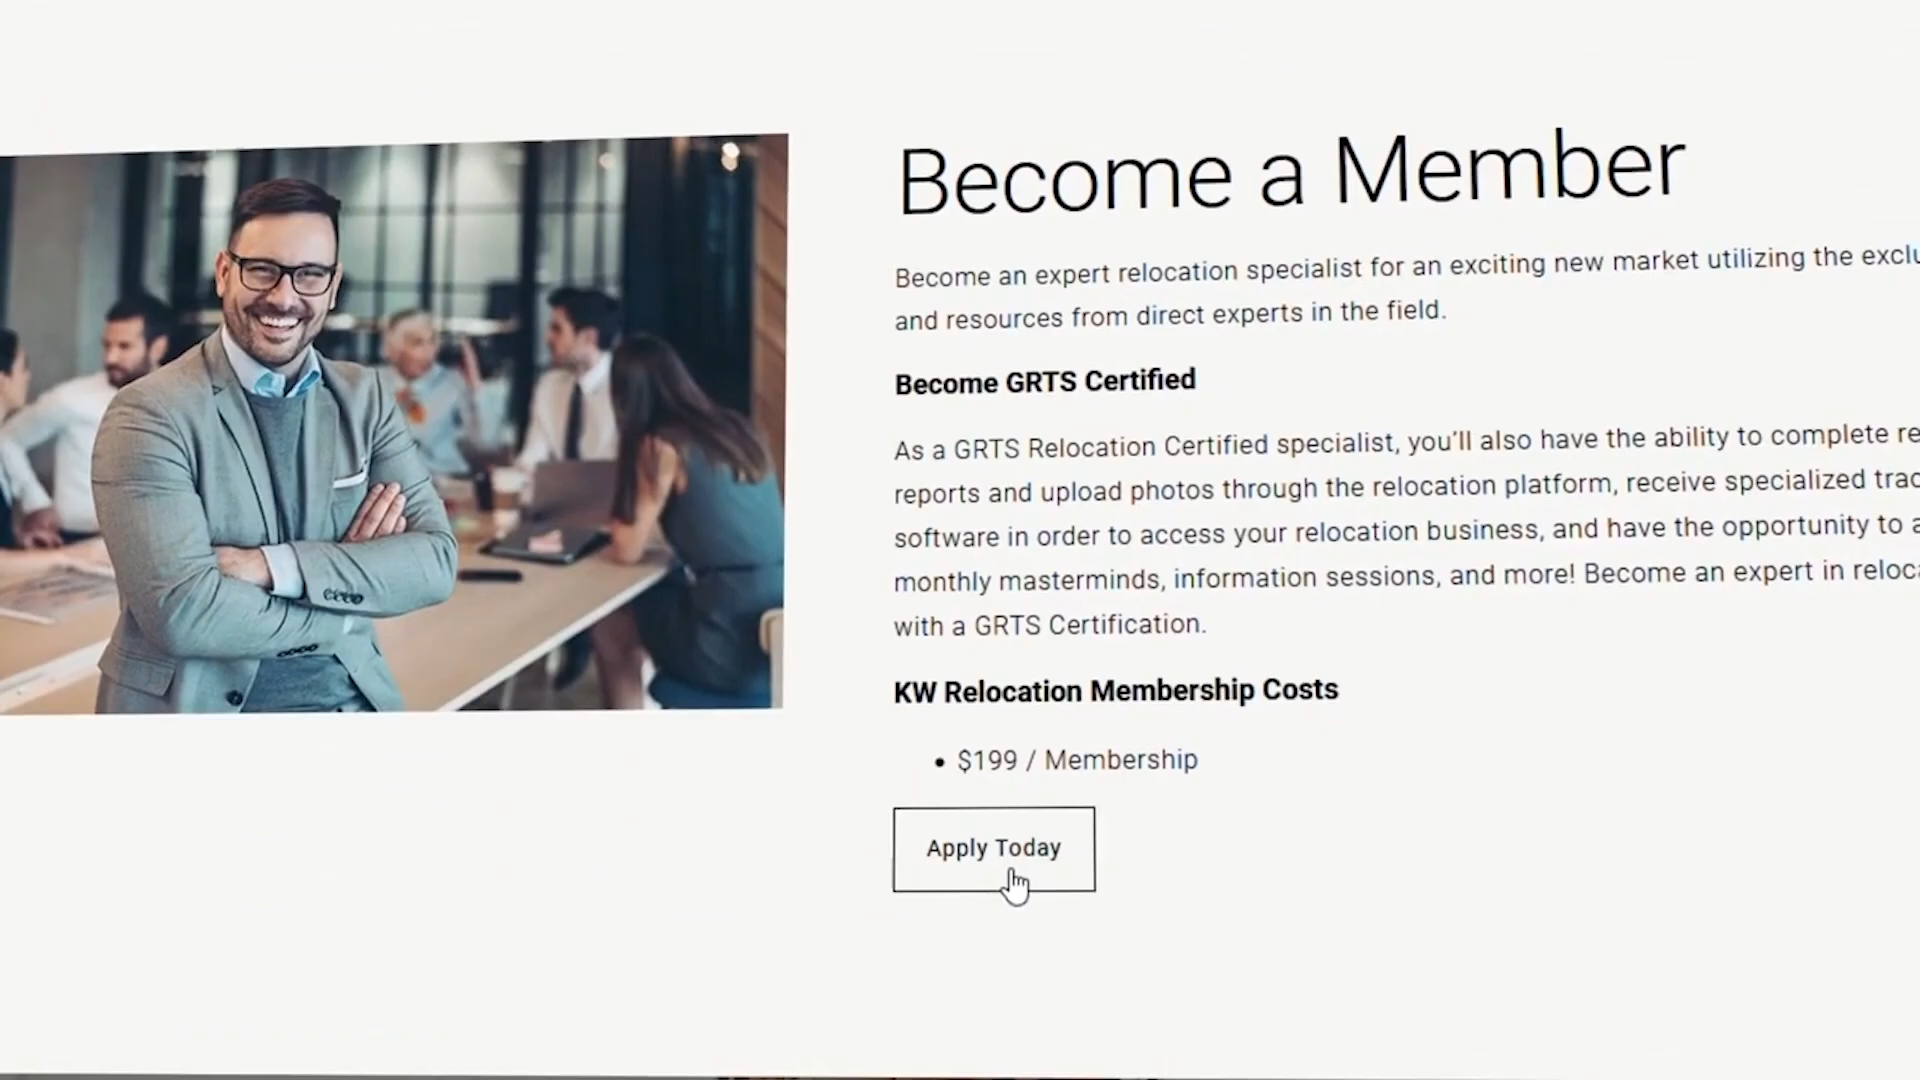 Become a Member
Become an expert relocation specialist for an exciting new market utilizing the
and resources from direct experts in the field.
Become GRTS Certified
As a GRTS Relocation Certified specialist, you'll also have the ability to complete
reports and upload photos through the relocation platform, receive specialized
software in order to access your relocation business, and have the opportunity to
monthly masterminds, information sessions, and more! Become an expert in
with a GRTS Certification.
KW Relocation Membership Costs
• $199 / Membership
Apply Today